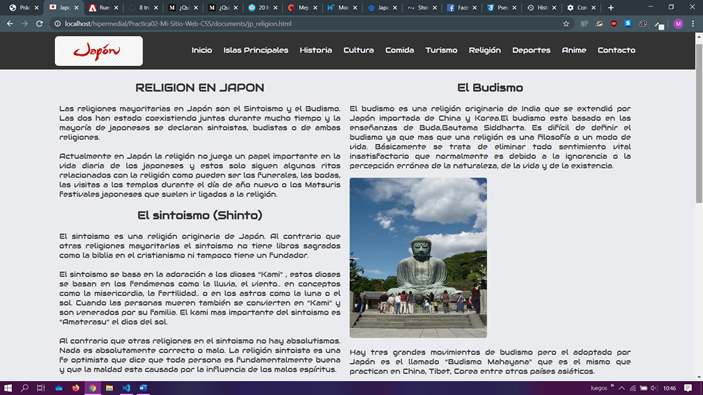 Prá
Japo
Rue
8 tr
¡Qu
¡Qu
20 h
Mej
Mo
Japo
Sho
Face
Pse
Hist
Con
localhost/hipermedial/Practica02-Mi-Sitio-Web-CSS/documents/jp_religion.html
M
Japón
Inicio Islas Principales Historia Cultura Comida Turismo Religión Deportes Anime Contacto
RELIGION EN JAPON
Las religiones mayoritarias en Japón son el Sintoismo y el Budismo.
Las dos han estado coexistiendo juntas durante mucho tiempo y la
mayoría de japoneses se declaran sintoistas, budistas o de ambas
religiones.
Actualmente en Japón la religión no juega un papel importante en la
vida diaria de los japoneses y estos solo siguen algunos ritos
relacionados con la religión como pueden ser los funerales, las bodas,
las visitas a los templos durante el día de año nuevo o los Matsuris
festivales japoneses que suelen ir ligados a la religión.
El sintoismo (Shinto)
El sintoismo es una religión originaria de Japón. Al contrario que
otras religiones mayoritarias el sintoismo no tiene libros sagrados
como la biblia en el cristianismo ni tampoco tiene un fundador.
El sintoismo se basa en la adoración a los dioses "Kami" , estos dioses
se basan en los fenómenos como la lluvia, el viento.. en conceptos
como la misericordia, la fertilidad.. o en los astros como la luna o el
sol. Cuando las personas mueren también se convierten en "Kami" y
son venerados por su familia. El kami mas importante del sintoismo es
"Amaterasu" el dios del sol.
Al contrario que otras religiones en el sintoismo no hay absolutismos.
Nada es absolutamente correcto o malo. La religión sintoista es una
fe optimista que dice que toda persona es fundamentalmente buena
y que la maldad esta causada por la influencia de los malos espíritus.
El Budismo
El budismo es una religión originaria de India que se extendió por
Japón importada de China y Korea.El budismo esta basado en las
enseñanzas de Buda,Gautama Siddharta. Es difícil de definir el
budismo ya que mas que una religión es una filosofía o un modo de
vida. Básicamente se trata de eliminar todo sentimiento vital
insatisfactorio que normalmente es debido a la ignorancia o la
percepción errónea de la naturaleza, de la vida y de la existencia.
Hay tres grandes movimientos de budismo pero el adoptado por
Japón es el llamado "Budismo Mahayana" que es el mismo que
practican en China, Tibet, Corea entre otros países asiáticos.
Juegos
10:46